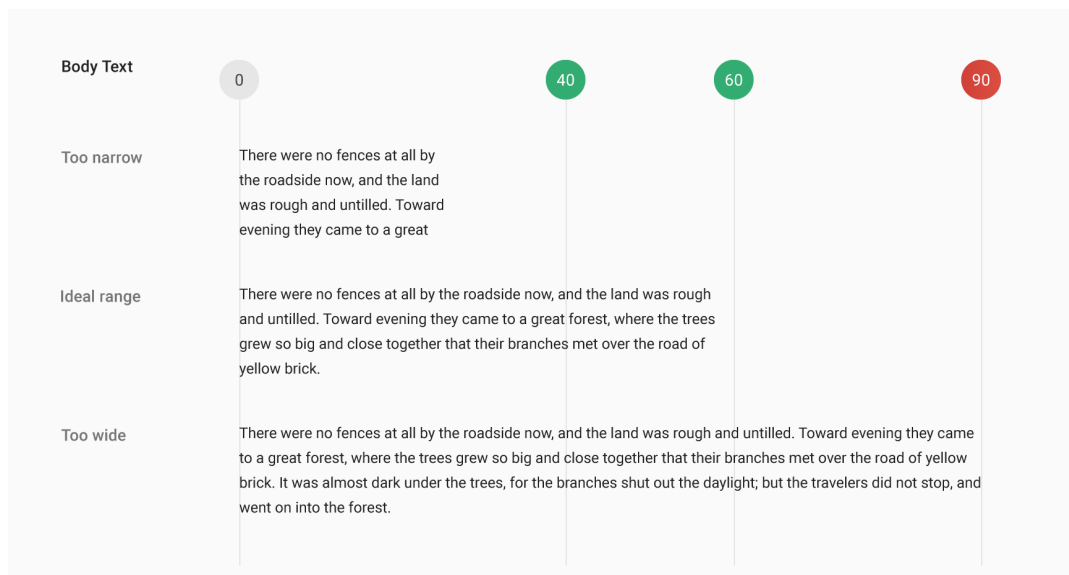 Body Text
0
40
60
90
Too narrow
There were no fences at all by
the roadside now, and the land
was rough and untilled. Toward
evening they came to a great
Ideal range
There were no fences at all by the roadside now, and the land was rough
and untilled. Toward evening they came to a great forest, where the trees
grew so big and close together that their branches met over the road of
yellow brick.
Too wide
There were no fences at all by the roadside now, and the land was rough and untilled. Toward evening they came
to a great forest, where the trees grew so big and close together that their branches met over the road of yellow
brick. It was almost dark under the trees, for the branches shut out the daylight; but the travelers did not stop, and
went on into the forest.